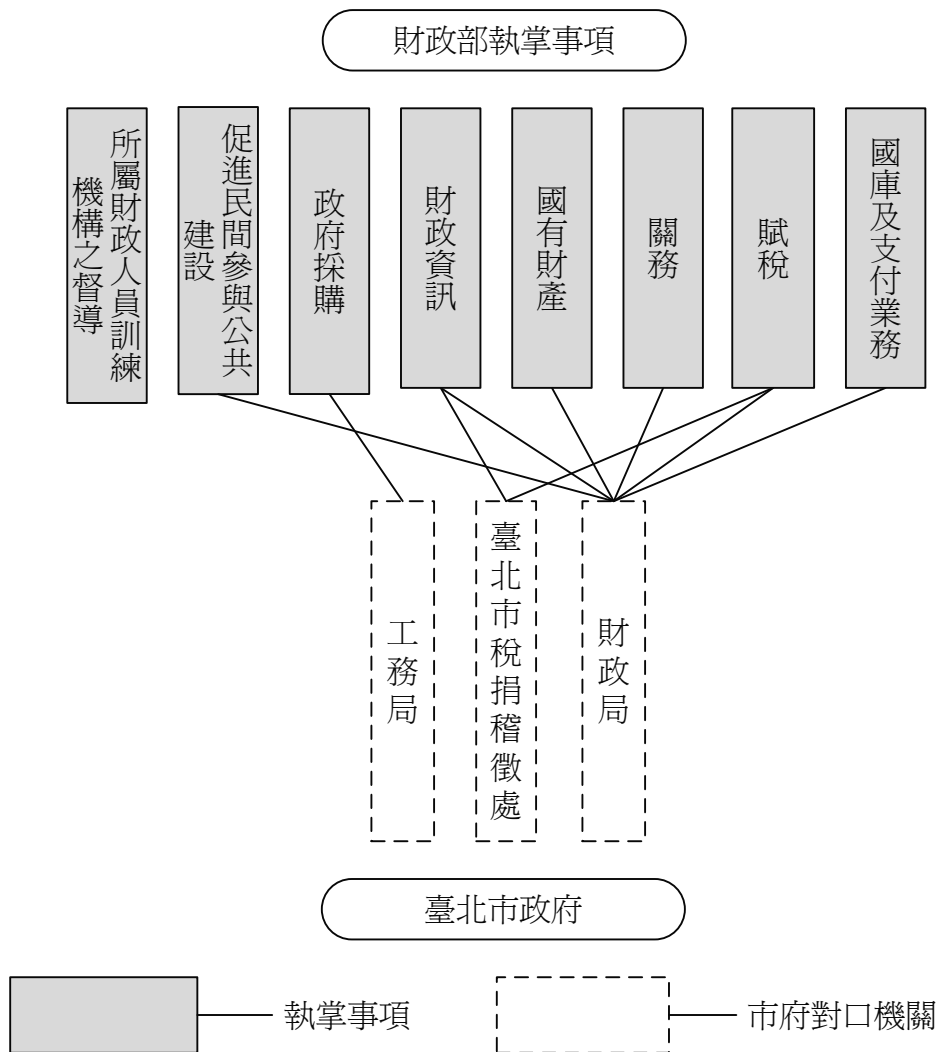 財政部執掌事項
國庫及支付業務
賦稅
關務
國有財產
財政資訊
政府採購
促進民間參與公共
建設
所屬財政人員訓練
機構之督導
財政局
臺北市稅捐稽徵處
工務局
臺北市政府
執掌事項
市府對口機關